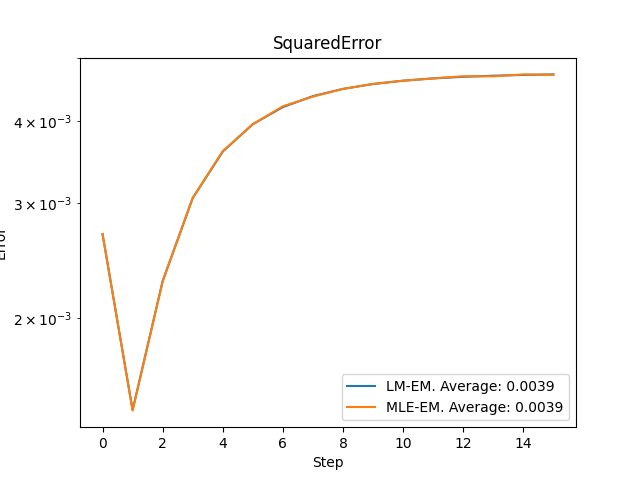 SquaredError
4 × 10⁻³
3 × 10⁻³
2 × 10⁻³
Error
LM-EM. Average: 0.0039
MLE-EM. Average: 0.0039
0 2 4 6 8 10 12 14
Step